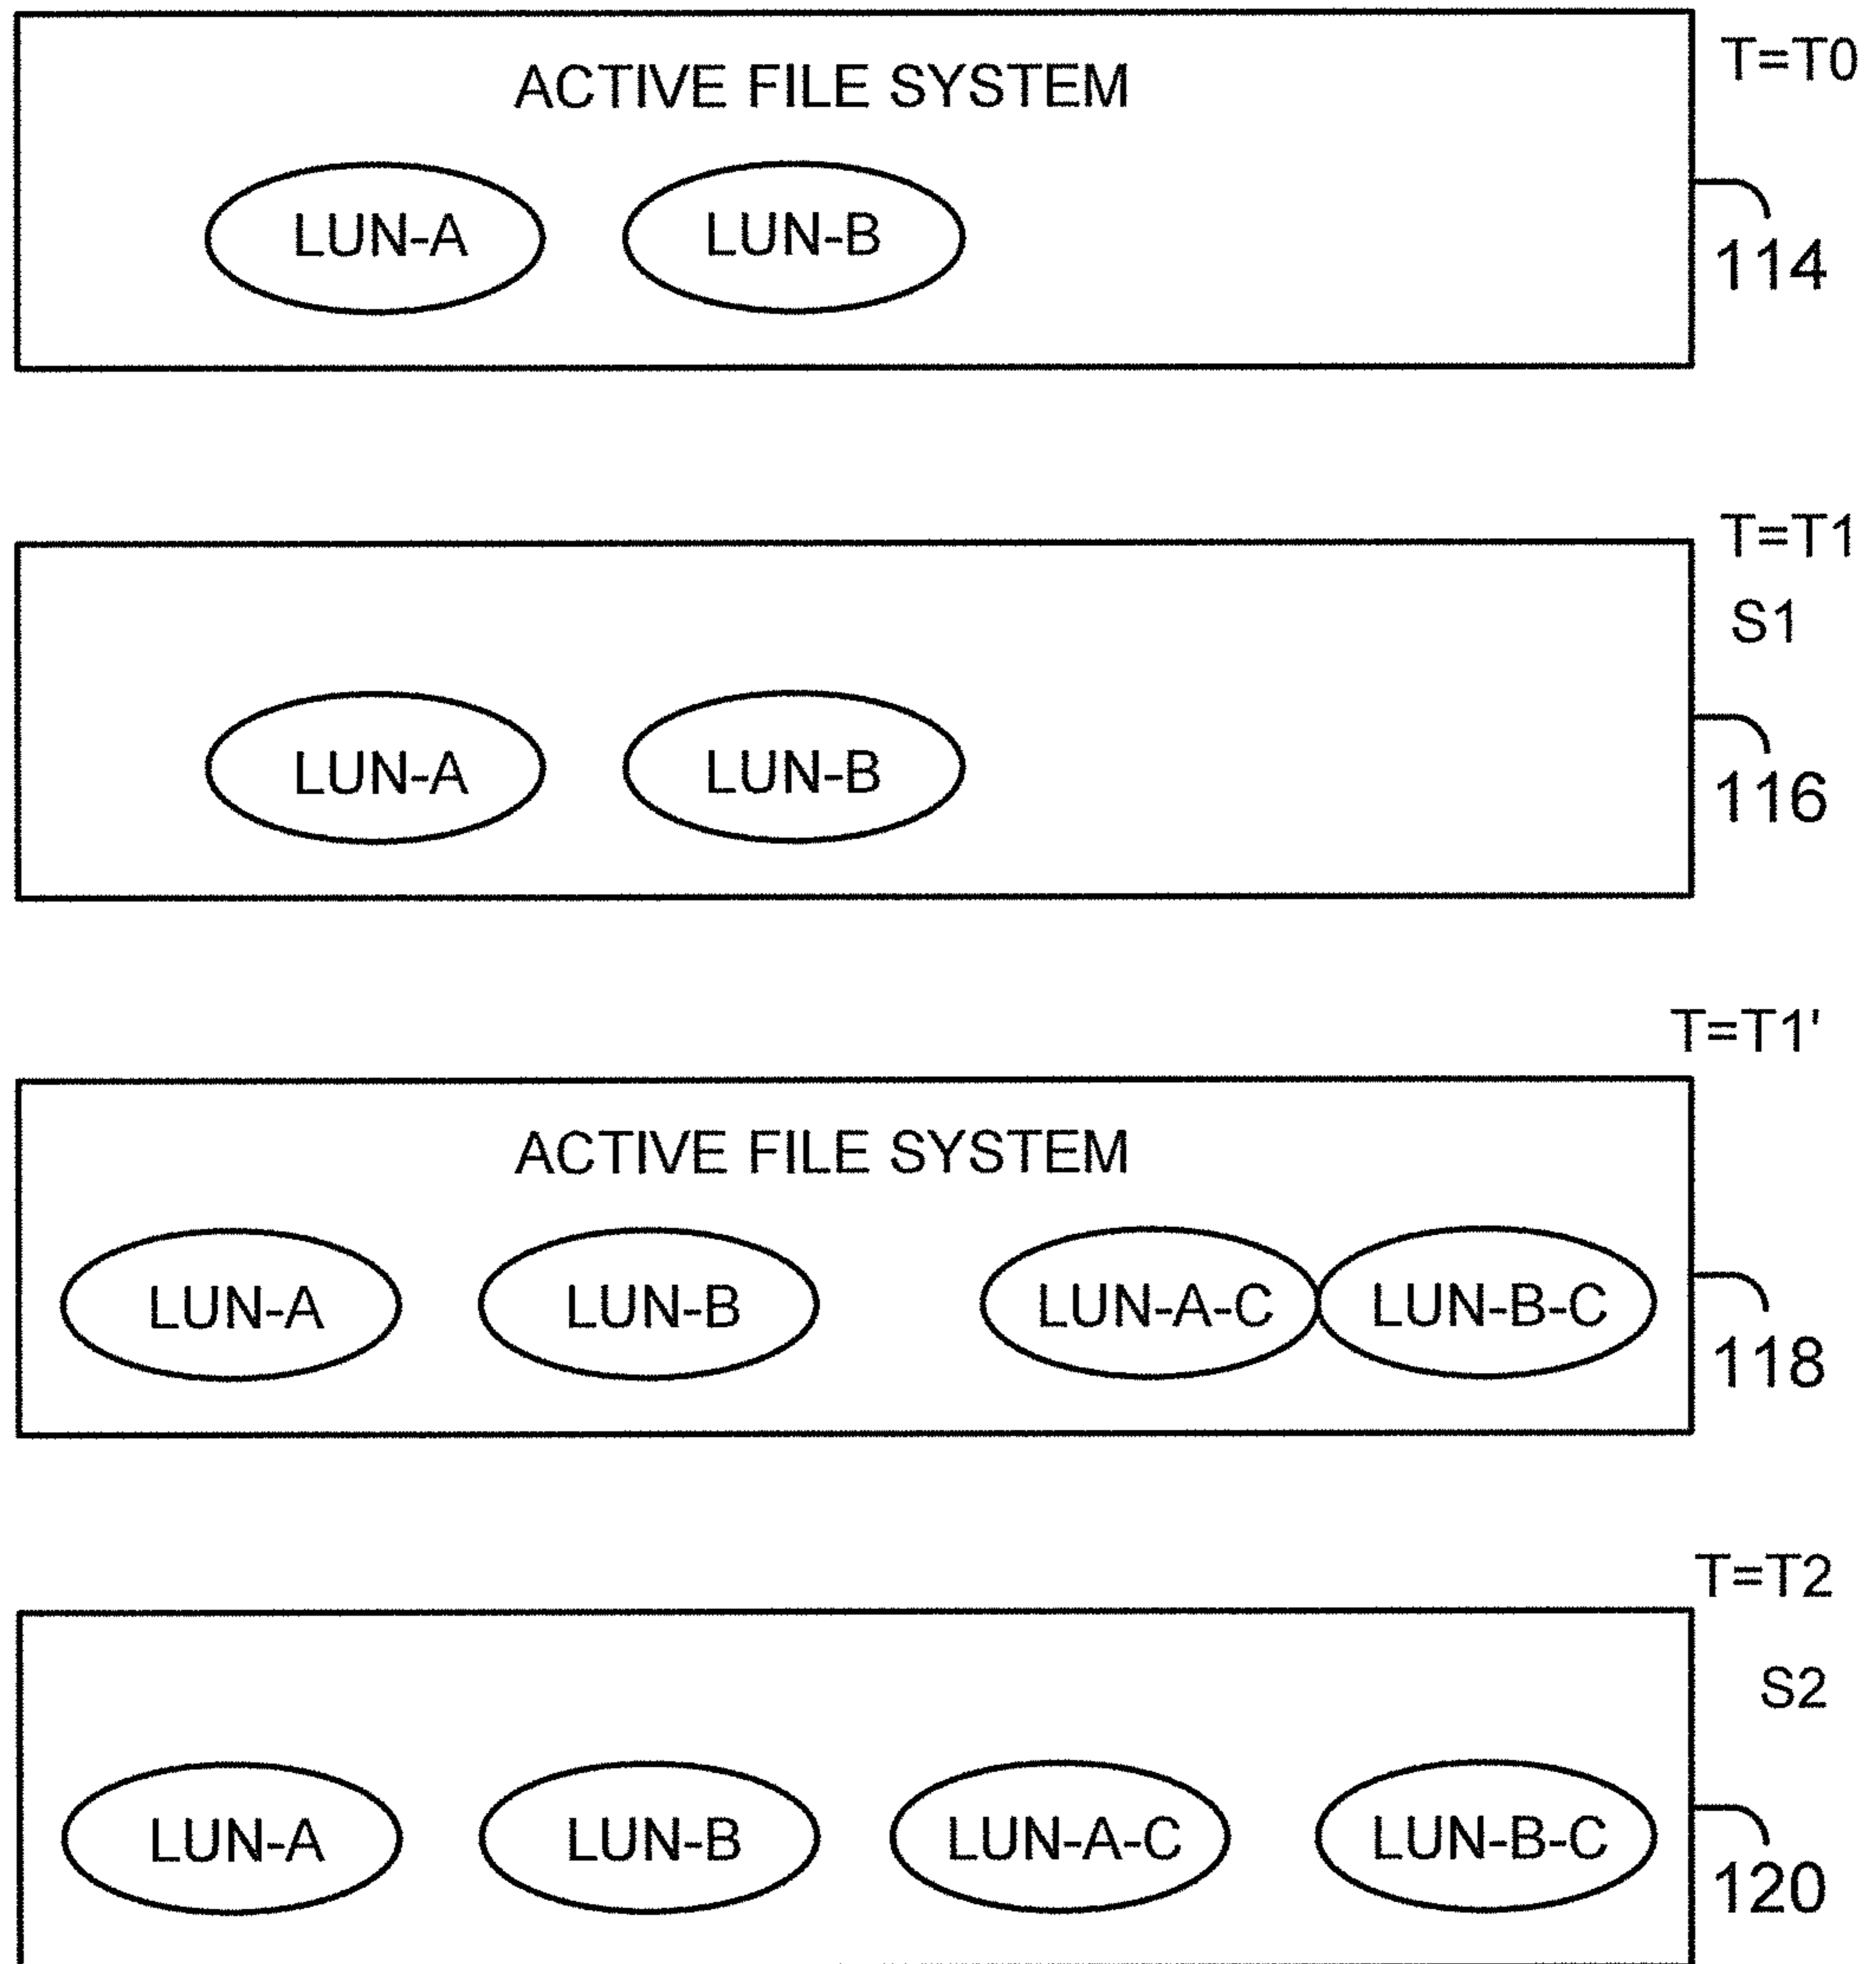 ACTIVE FILE SYSTEM
T=T0
LUN-A
LUN-B
114
T=T1
S1
LUN-A
LUN-B
116
T=T1'
ACTIVE FILE SYSTEM
LUN-A
LUN-B
LUN-A-C
LUN-B-C
118
T=T2
S2
LUN-A
LUN-B
LUN-A-C
LUN-B-C
120